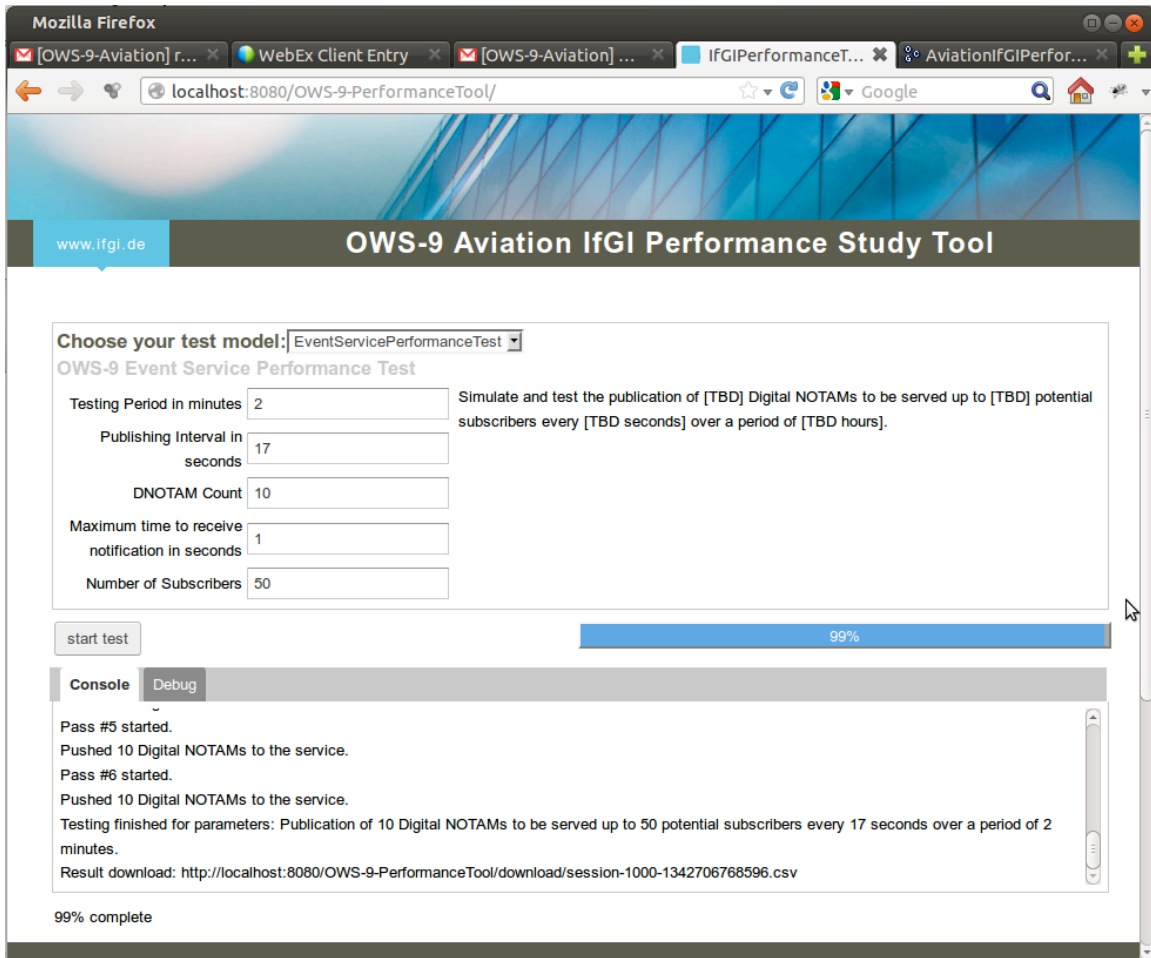 Mozilla Firefox
[OWS-9-Aviation] r...
WebEx Client Entry
[OWS-9-Aviation] ...
IfGIPerformanceT...
AviationIfGIPerfor...
localhost:8080/OWS-9-PerformanceTool/
Google
www.ifgi.de
OWS-9 Aviation IfGI Performance Study Tool
Choose your test model: EventServicePerformanceTest
OWS-9 Event Service Performance Test
Testing Period in minutes 2
Simulate and test the publication of [TBD] Digital NOTAMs to be served up to [TBD] potential
subscribers every [TBD seconds] over a period of [TBD hours].
Publishing Interval in
seconds
17
DNOTAM Count 10
Maximum time to receive
notification in seconds
1
Number of Subscribers 50
start test
99%
Console
Debug
Pass #5 started.
Pushed 10 Digital NOTAMs to the service.
Pass #6 started.
Pushed 10 Digital NOTAMs to the service.
Testing finished for parameters: Publication of 10 Digital NOTAMs to be served up to 50 potential subscribers every 17 seconds over a period of 2
minutes.
Result download: http://localhost:8080/OWS-9-PerformanceTool/download/session-1000-1342706768596.csv
99% complete